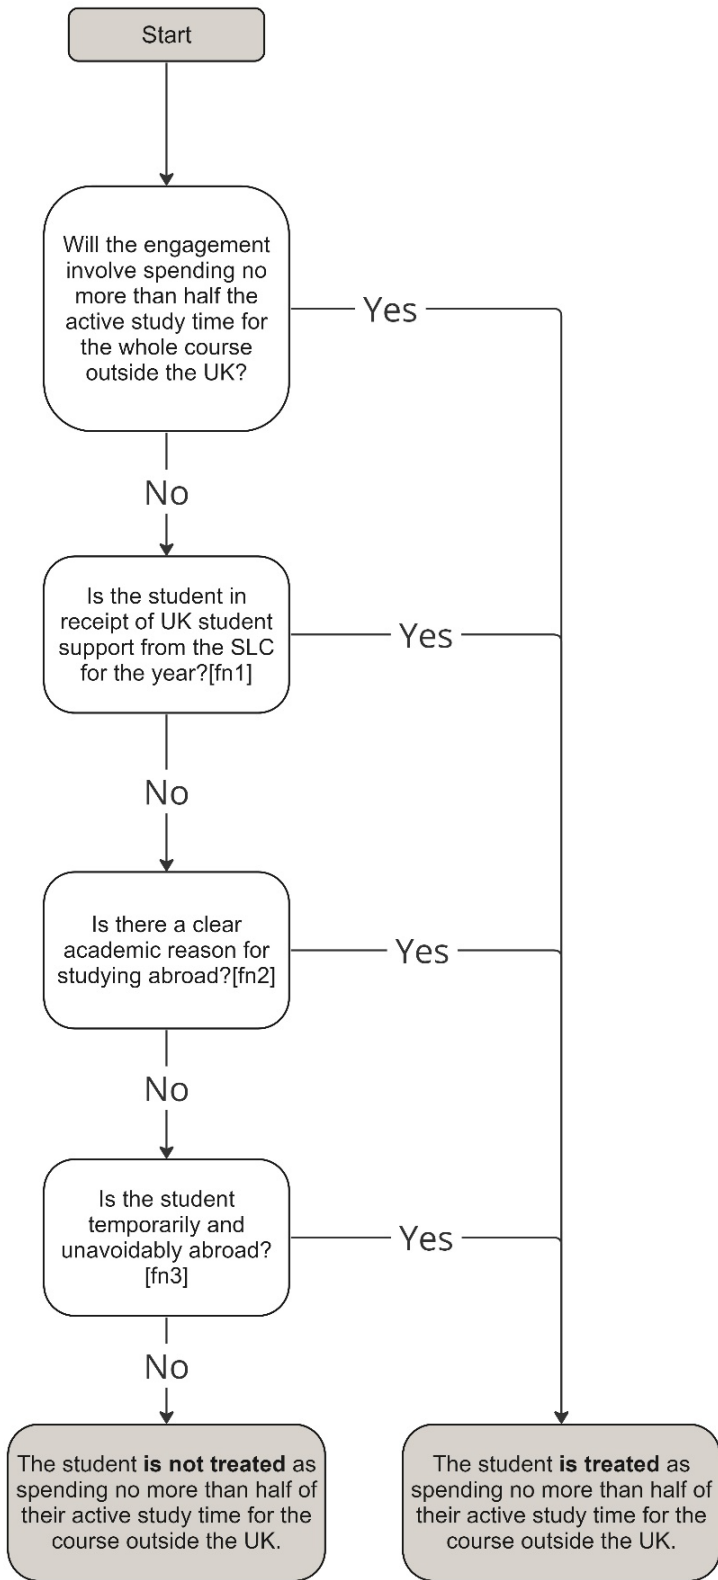 Start
Will the engagement
involve spending no
more than half the
active study time for
the whole course
outside the UK?
Yes
No
Is the student in
receipt of UK student
support from the SLC
for the year?[fn1]
Yes
No
Is there a clear
academic reason for
studying abroad?[fn2]
Yes
No
Is the student
temporarily and
unavoidably abroad?
[fn3]
Yes
No
The student is not treated as
spending no more than half of
their active study time for the
course outside the UK.
The student is treated as
spending no more than half of
their active study time for the
course outside the UK.